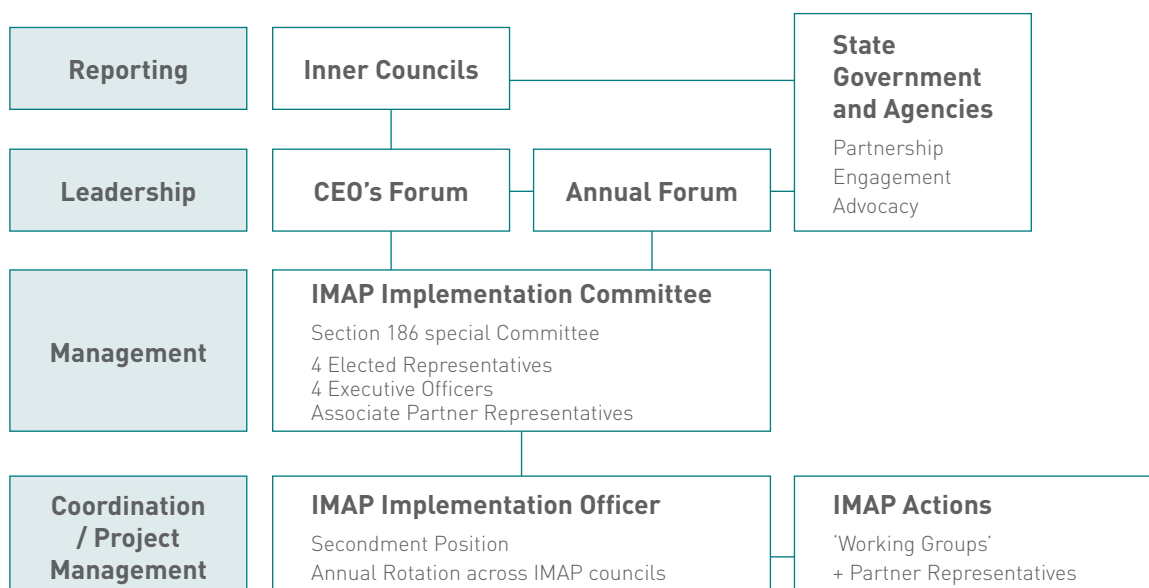 Reporting
Inner Councils
State
Government
and Agencies
Partnership
Engagement
Advocacy
Leadership
CEO’s Forum
Annual Forum
Management
IMAP Implementation Committee
Section 186 special Committee
4 Elected Representatives
4 Executive Officers
Associate Partner Representatives
Coordination
/ Project
Management
IMAP Implementation Officer
Secondment Position
Annual Rotation across IMAP councils
IMAP Actions
‘Working Groups’
+ Partner Representatives